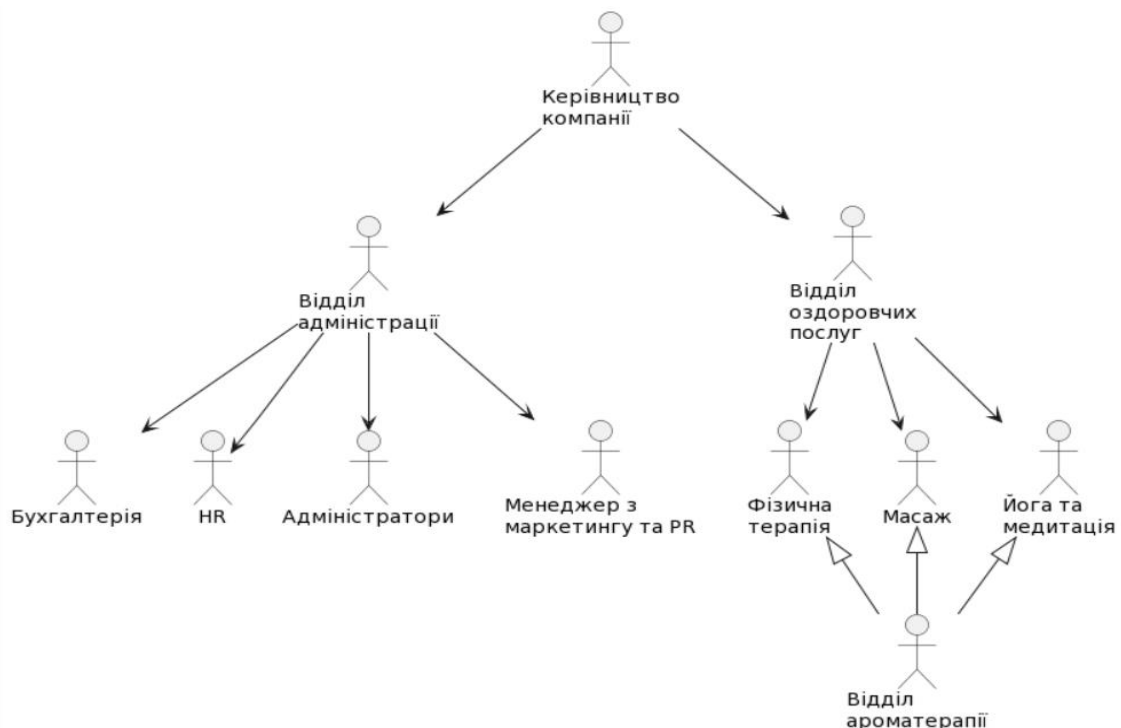 Керівництво
компанії
Відділ
адміністрації
Відділ
оздоровчих
послуг
Бухгалтерія
HR
Адміністратори
Менеджер з
маркетингу та PR
Фізична
терапія
Масаж
Йога та
медитація
Відділ
ароматерапії